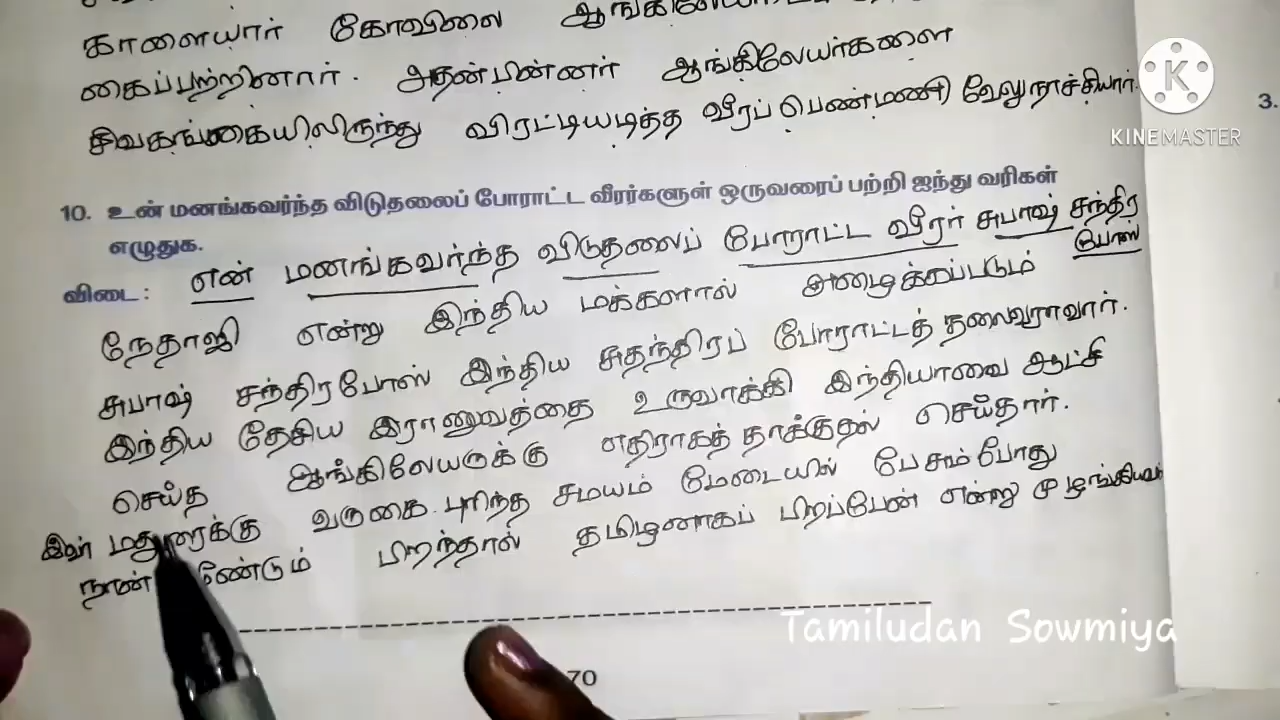 காளையார் கோவிலை
கைப்பற்றினார். அதன்பின்னர் ஆங்கிலேயர்களை
சிவகங்கையிலிருந்து விரட்டியடித்த வீரப் பெண்மணி வேலுநாச்சியார்.
KINEMASTER
3.
10. உன் மனங்கவர்ந்த விடுதலைப் போராட்ட வீரர்களுள் ஒருவரைப் பற்றி ஐந்து வரிகள்
எழுதுக.
விடை: என் மனங்கவர்ந்த விடுதலைப் போராட்ட வீரர் சுபாஷ் சந்திர
போஸ்
நேதாஜி என்று இந்திய மக்களால் அழைக்கப்படும்
சுபாஷ் சந்திரபோஸ் இந்திய சுதந்திரப் போராட்டத் தலைவராவார்.
இந்திய தேசிய இராணுவத்தை உருவாக்கி இந்தியாவை ஆட்சி
செய்த ஆங்கிலேயருக்கு எதிராகத் தாக்குதல் செய்தார்.
இவர் மதுரைக்கு வருகை புரிந்த சமயம் மேடையில் பேசும்போது
நான் பிறந்தால் தமிழனாகப் பிறப்பேன் என்று முழங்கியவர்
Tamiludan Sowmiya
70